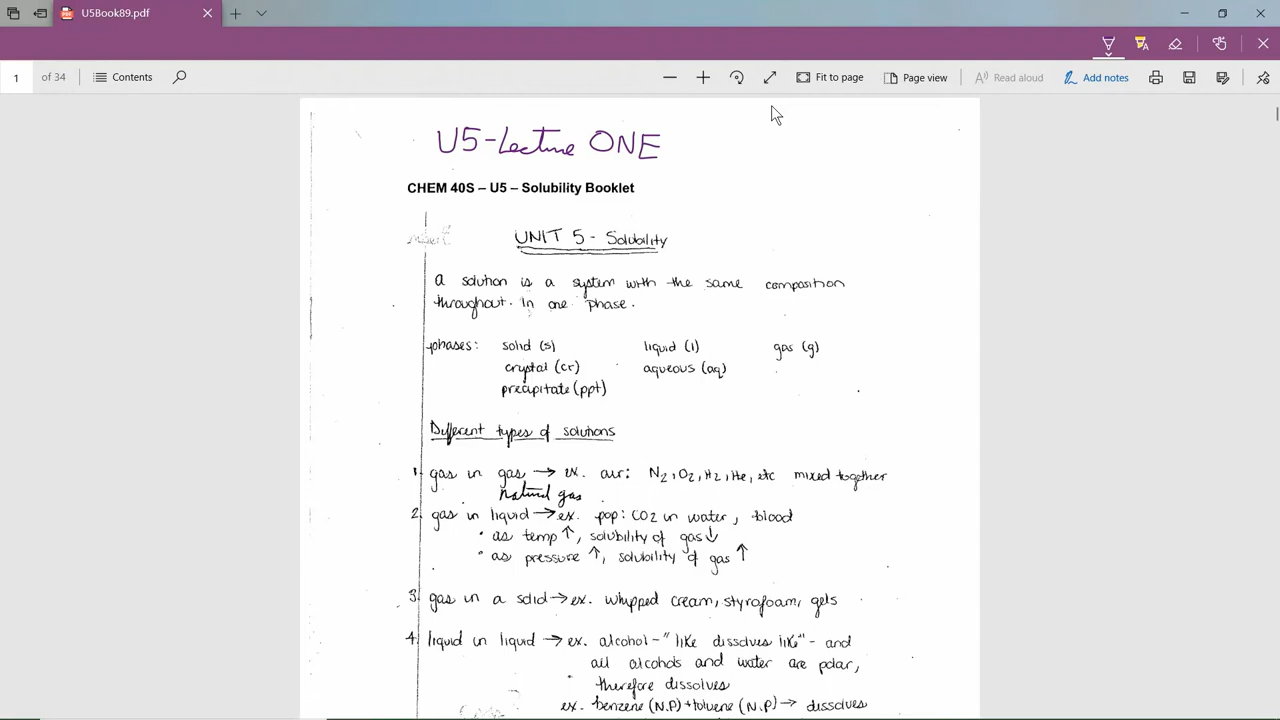 U5Book89.pdf
1 of 34 Contents Fit to page Page view Read aloud Add notes
U5-Lecture ONE
CHEM 40S – U5 – Solubility Booklet
UNIT 5 - Solubility
A solution is a system with the same composition
throughout. In one phase.
phases: solid (s) liquid (l) gas (g)
crystal (cr) aqueous (aq)
precipitate (ppt)
Different types of solutions
1. gas in gas → ex. air: N2, O2, H2, He, etc mixed together
natural gas
2. gas in liquid → ex. pop: CO2 in water, blood
• as temp ↑, solubility of gas ↓
• as pressure ↑, solubility of gas ↑
3. gas in a solid → ex. whipped cream, styrofoam, gels
4. liquid in liquid → ex. alcohol - "like dissolves like" - and
all alcohols and water are polar,
therefore dissolves
ex. benzene (N.P) + toluene (N.P) → dissolves